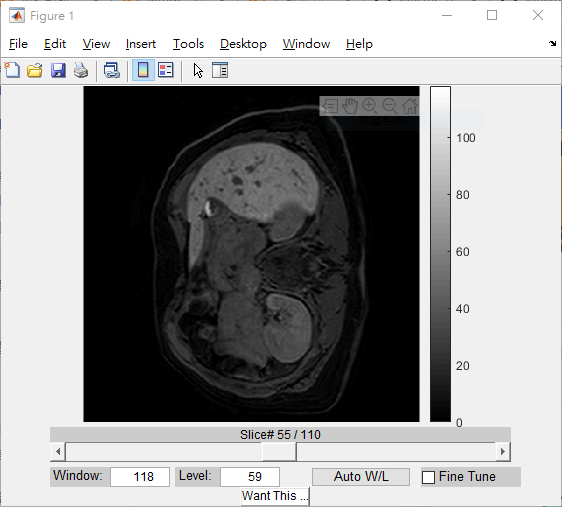 Figure 1
File Edit View Insert Tools Desktop Window Help
100
80
60
40
20
0
Slice# 55 / 110
Window: 118 Level: 59 Auto W/L Fine Tune
Want This ...